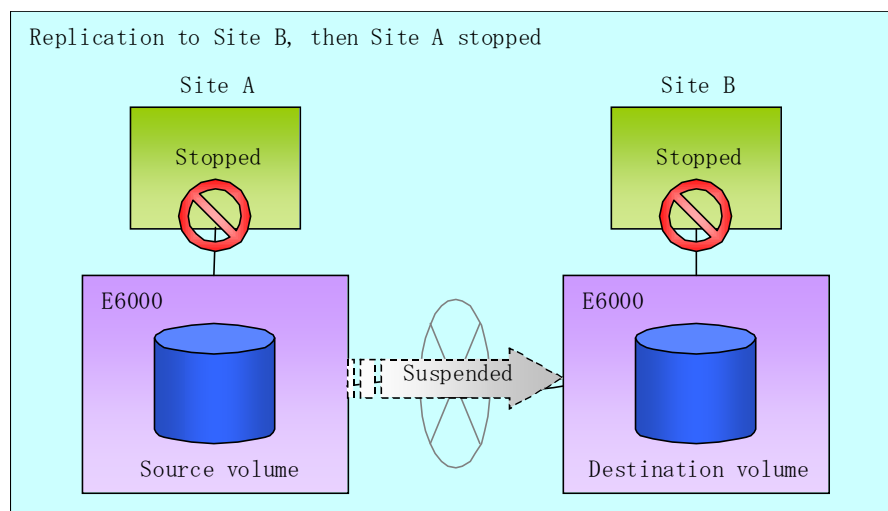 Replication to Site B, then Site A stopped
Site A
Site B
Stopped
Stopped
E6000
E6000
Suspended
Source volume
Destination volume